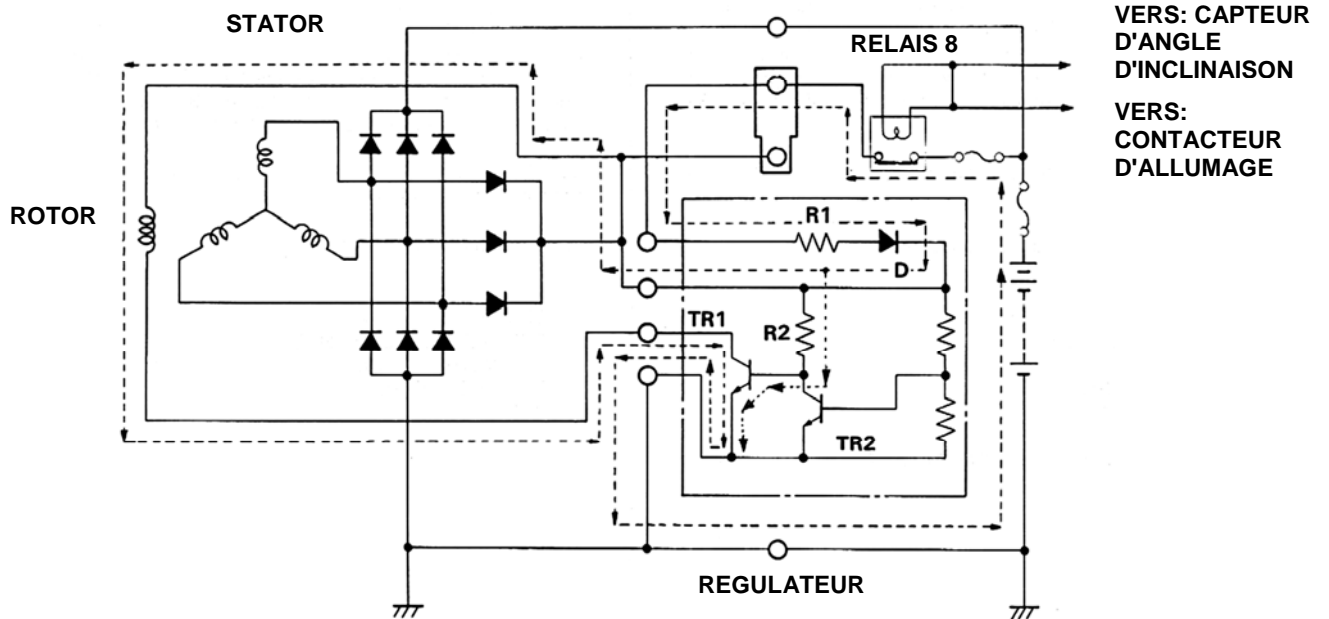 STATOR
RELAIS 8
VERS: CAPTEUR
D'ANGLE
D'INCLINAISON
VERS:
CONTACTEUR
D'ALLUMAGE
ROTOR
R1
D
TR1
R2
TR2
REGULATEUR